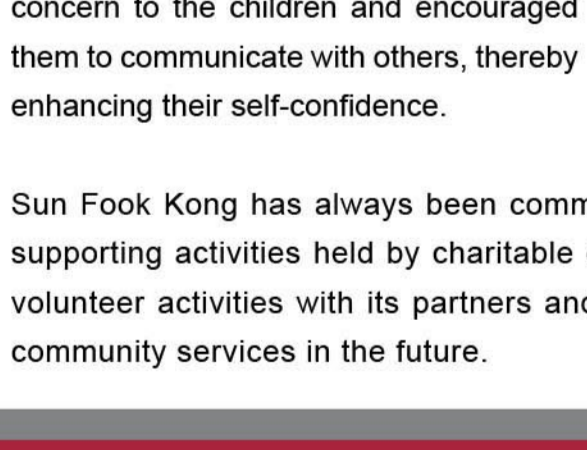 concern to the children and encouraged
them to communicate with others, thereby
enhancing their self-confidence.
Sun Fook Kong has always been comm
supporting activities held by charitable
volunteer activities with its partners and
community services in the future.